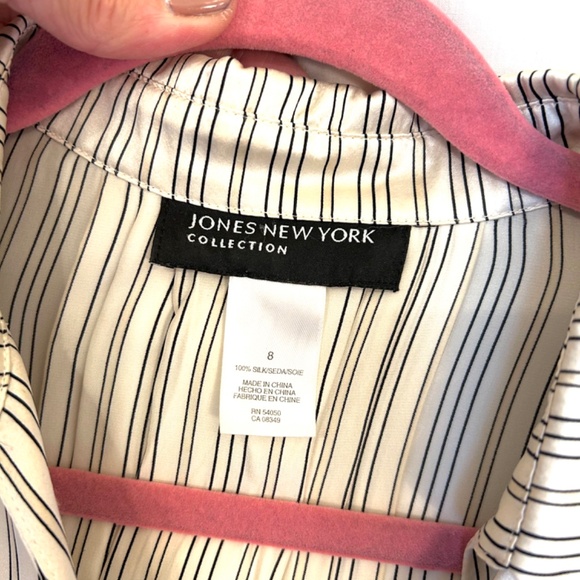 JONES NEW YORK
COLLECTION
8
100% SILK/SEDA/SOIE
MADE IN CHINA
HECHO EN CHINA
FABRIQUE EN CHINE
RN 54050
CA 08349